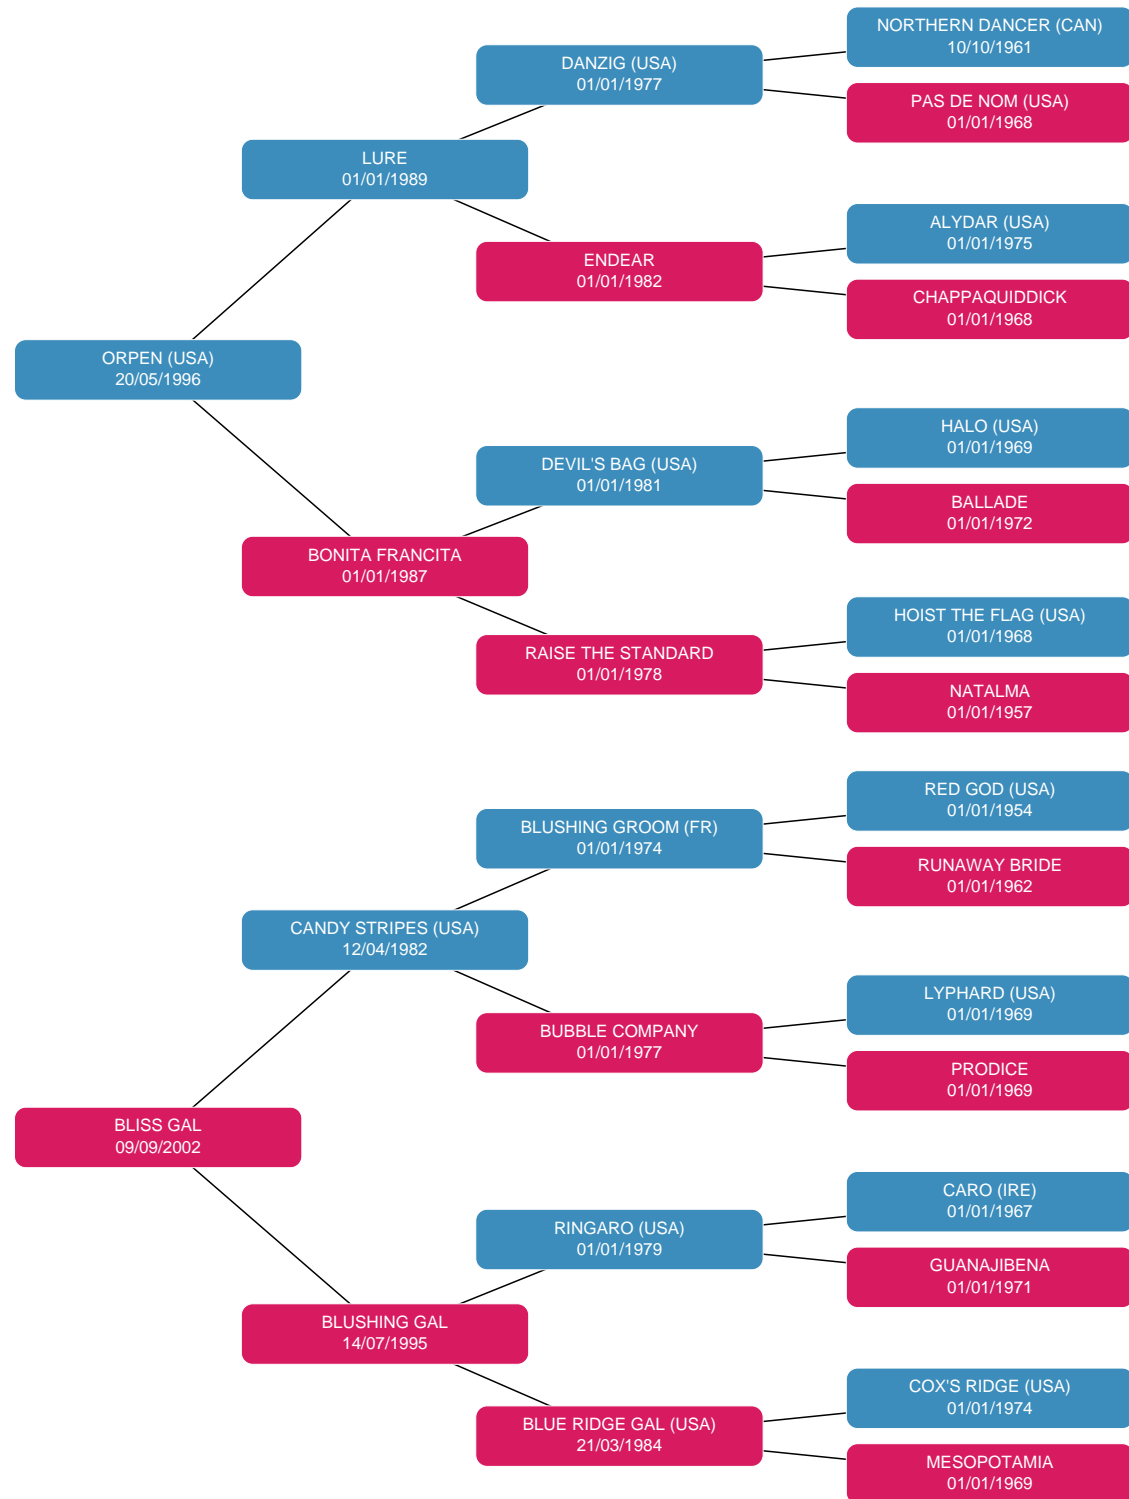 NORTHERN DANCER (CAN)
10/10/1961
DANZIG (USA)
01/01/1977
PAS DE NOM (USA)
01/01/1968
LURE
01/01/1989
ALYDAR (USA)
01/01/1975
ENDEAR
01/01/1982
CHAPPAQUIDDICK
01/01/1968
ORPEN (USA)
20/05/1996
HALO (USA)
01/01/1969
DEVIL'S BAG (USA)
01/01/1981
BALLADE
01/01/1972
BONITA FRANCITA
01/01/1987
HOIST THE FLAG (USA)
01/01/1968
RAISE THE STANDARD
01/01/1978
NATALMA
01/01/1957
RED GOD (USA)
01/01/1954
BLUSHING GROOM (FR)
01/01/1974
RUNAWAY BRIDE
01/01/1962
CANDY STRIPES (USA)
12/04/1982
LYPHARD (USA)
01/01/1969
BUBBLE COMPANY
01/01/1977
PRODICE
01/01/1969
BLISS GAL
09/09/2002
CARO (IRE)
01/01/1967
RINGARO (USA)
01/01/1979
GUANAJIBENA
01/01/1971
BLUSHING GAL
14/07/1995
COX'S RIDGE (USA)
01/01/1974
BLUE RIDGE GAL (USA)
21/03/1984
MESOPOTAMIA
01/01/1969